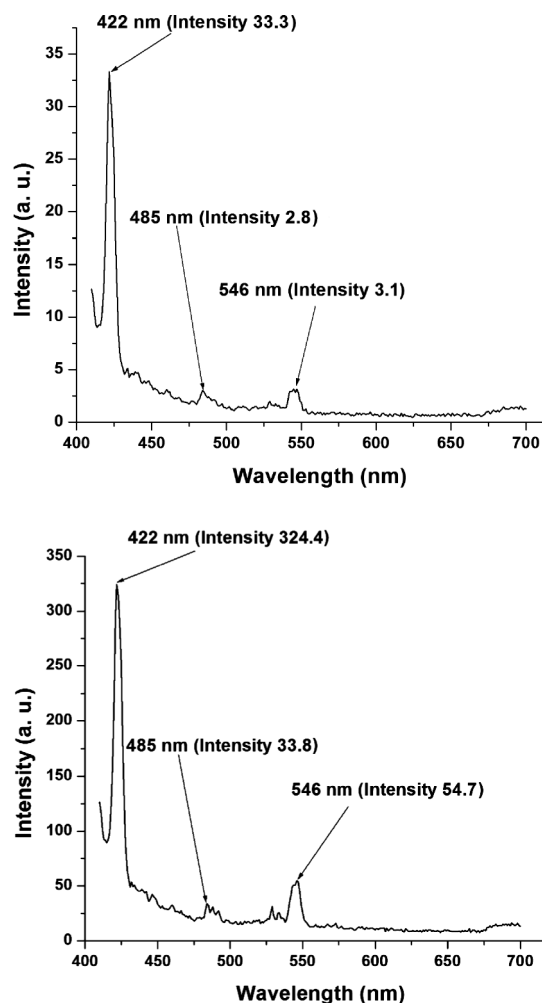 422 nm (Intensity 33.3)
35
30
25
20
15
10
5
0
Intensity (a. u.)
485 nm (Intensity 2.8)
546 nm (Intensity 3.1)
400 450 500 550 600 650 700
Wavelength (nm)
422 nm (Intensity 324.4)
350
300
250
200
150
100
50
0
Intensity (a. u.)
485 nm (Intensity 33.8)
546 nm (Intensity 54.7)
400 450 500 550 600 650 700
Wavelength (nm)